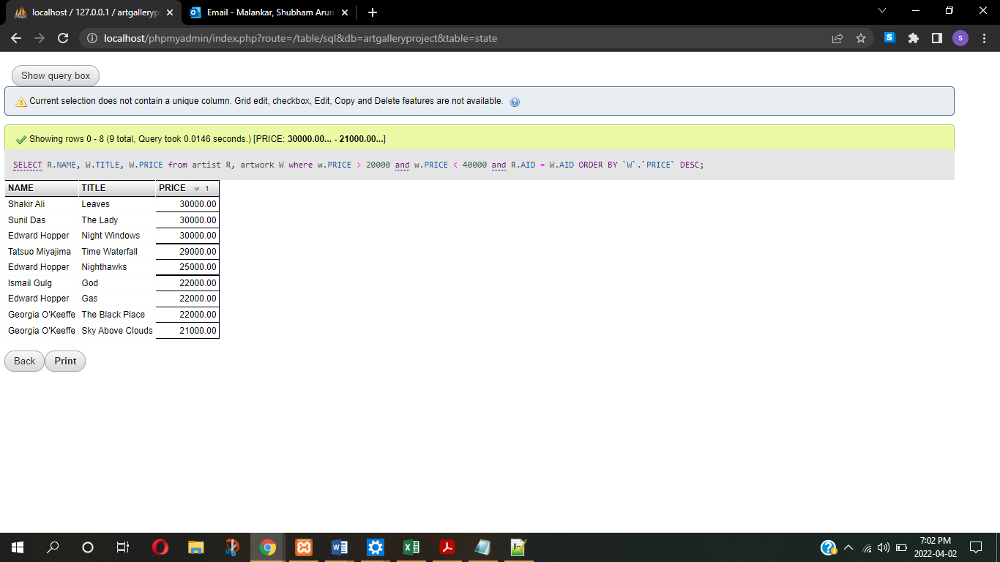 localhost / 127.0.0.1 / artgalleryp
Email - Malankar, Shubham Arun
localhost/phpmyadmin/index.php?route=/table/sql&db=artgalleryproject&table=state
S
s
Show query box
Current selection does not contain a unique column. Grid edit, checkbox, Edit, Copy and Delete features are not available.
Showing rows 0 - 8 (9 total, Query took 0.0146 seconds.) [PRICE: 30000.00... - 21000.00...]
SELECT R.NAME, W.TITLE, W.PRICE from artist R, artwork W where w.PRICE > 20000 and w.PRICE < 40000 and R.AID = W.AID ORDER BY `W`.`PRICE` DESC;
NAME TITLE PRICE 1
Shakir Ali Leaves 30000.00
Sunil Das The Lady 30000.00
Edward Hopper Night Windows 30000.00
Tatsuo Miyajima Time Waterfall 29000.00
Edward Hopper Nighthawks 25000.00
Ismail Gulg God 22000.00
Edward Hopper Gas 22000.00
Georgia O'Keeffe The Black Place 22000.00
Georgia O'Keeffe Sky Above Clouds 21000.00
Back Print
7:02 PM
2022-04-02